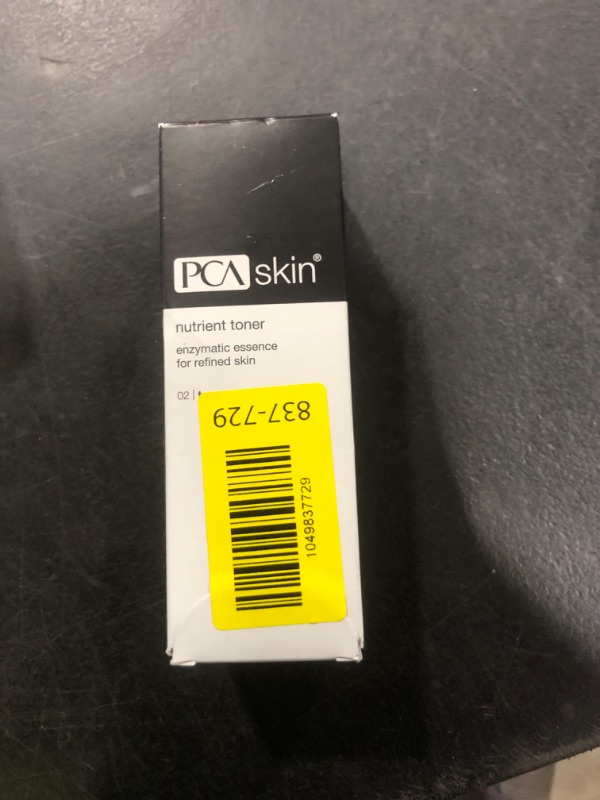 PCA skin®
nutrient toner
enzymatic essence
for refined skin
02 |
837-729
1049837729